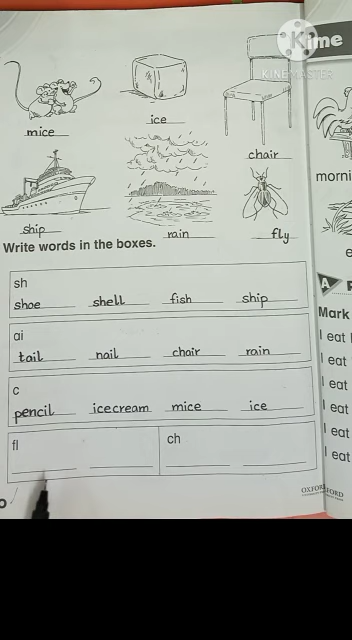 Kime
KINEMASTER
mice
ice
chair
ship
rain
fly
Write words in the boxes.
sh
shoe shell fish ship
ai
tail nail chair rain
c
pencil icecream mice ice
fl
ch
OXFORD
morni
e
A
Mark
I eat
I eat
I eat
I eat
I eat
I eat